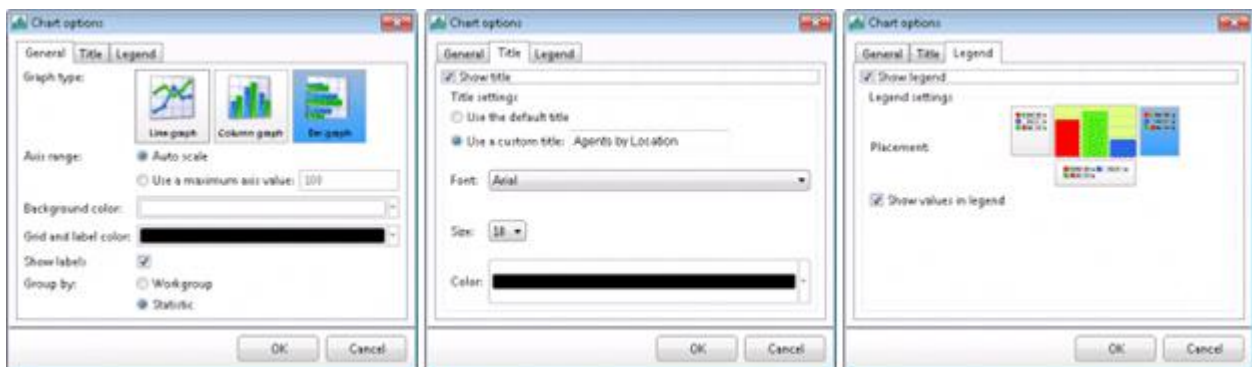 Chart options
General Title Legend
Graph type:
Line graph Column graph Bar graph
Axis range:
Auto scale
Use a maximum axis value: 100
Background color:
Grid and label color:
Show labels
Group by:
Workgroup
Statistic
OK Cancel
Chart options
General Title Legend
Show title
Title settings
Use the default title
Use a custom title: Agents by Location
Font: Arial
Size: 18
Color:
OK Cancel
Chart options
General Title Legend
Show legend
Legend settings
Placement:
Show values in legend
OK Cancel